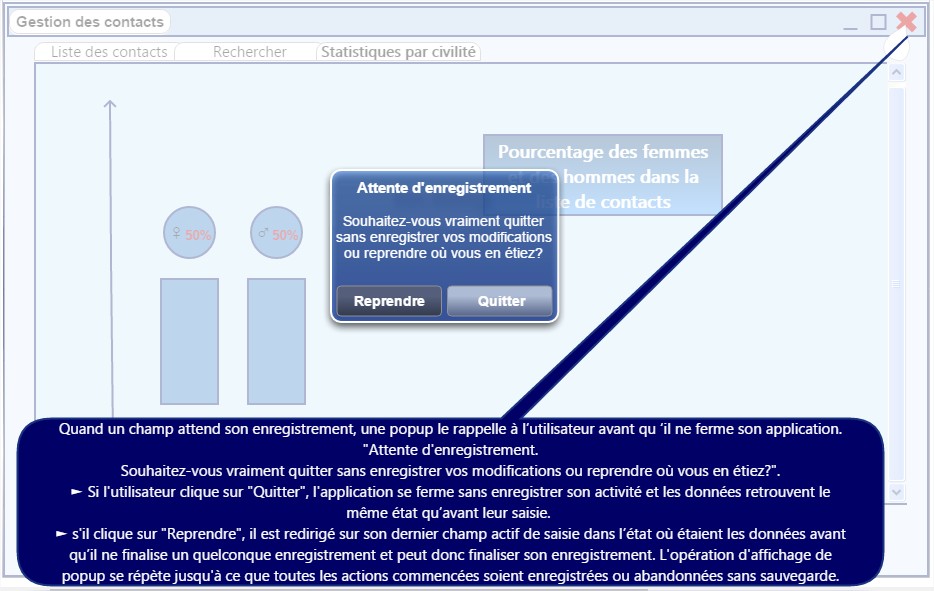 Gestion des contacts
Liste des contacts
Rechercher
Statistiques par civilité
Pourcentage des femmes
et des hommes dans la
liste de contacts
Attente d'enregistrement
Souhaitez-vous vraiment quitter
sans enregistrer vos modifications
ou reprendre où vous en étiez?
♀ 50%
♂ 50%
Reprendre
Quitter
Quand un champ attend son enregistrement, une popup le rappelle à l’utilisateur avant qu ‘il ne ferme son application.
"Attente d'enregistrement.
Souhaitez-vous vraiment quitter sans enregistrer vos modifications ou reprendre où vous en étiez?".
► Si l'utilisateur clique sur "Quitter", l'application se ferme sans enregistrer son activité et les données retrouvent le
même état qu’avant leur saisie.
► s'il clique sur "Reprendre", il est redirigé sur son dernier champ actif de saisie dans l’état où étaient les données avant
qu’il ne finalise un quelconque enregistrement et peut donc finaliser son enregistrement. L'opération d'affichage de
popup se répète jusqu'à ce que toutes les actions commencées soient enregistrées ou abandonnées sans sauvegarde.